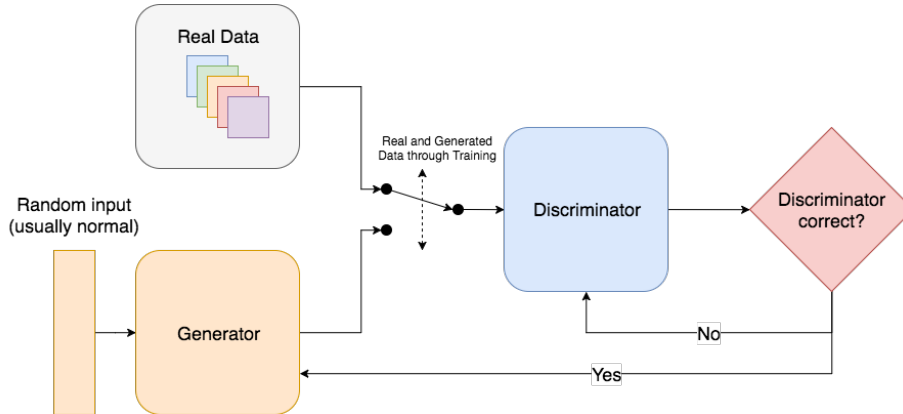 Real Data
Real and Generated
Data through Training
Random input
(usually normal)
Discriminator
Discriminator
correct?
Generator
No
Yes